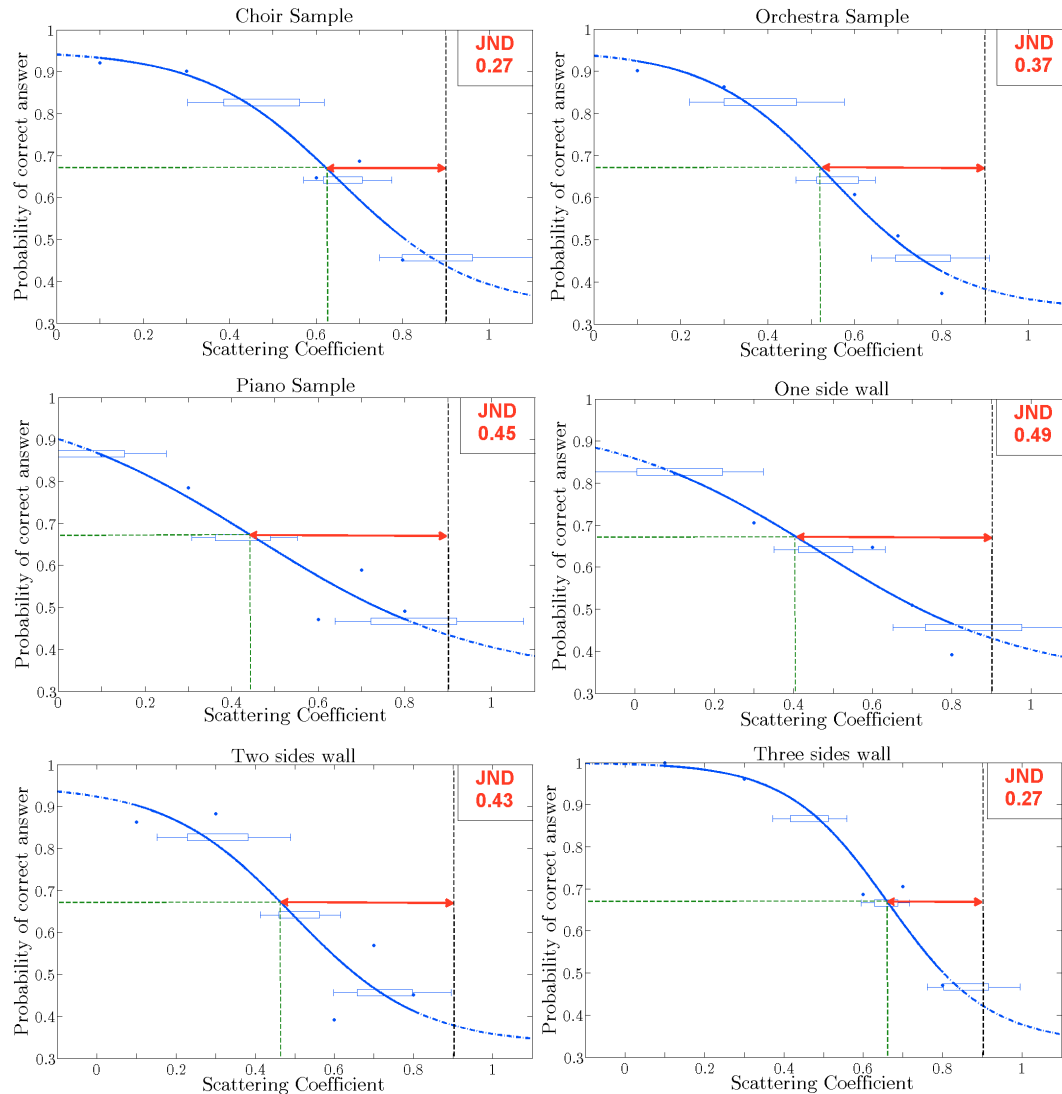 Choir Sample
JND
0.27
Probability of correct answer
1
0.9
0.8
0.7
0.6
0.5
0.4
0.3
0 0.2 0.4 0.6 0.8 1
Scattering Coefficient
Orchestra Sample
JND
0.37
Probability of correct answer
1
0.9
0.8
0.7
0.6
0.5
0.4
0.3
0 0.2 0.4 0.6 0.8 1
Scattering Coefficient
Piano Sample
JND
0.45
Probability of correct answer
1
0.9
0.8
0.7
0.6
0.5
0.4
0.3
0 0.2 0.4 0.6 0.8 1
Scattering Coefficient
One side wall
JND
0.49
Probability of correct answer
1
0.9
0.8
0.7
0.6
0.5
0.4
0.3
0 0.2 0.4 0.6 0.8 1
Scattering Coefficient
Two sides wall
JND
0.43
Probability of correct answer
1
0.9
0.8
0.7
0.6
0.5
0.4
0.3
0 0.2 0.4 0.6 0.8 1
Scattering Coefficient
Three sides wall
JND
0.27
Probability of correct answer
1
0.9
0.8
0.7
0.6
0.5
0.4
0.3
0 0.2 0.4 0.6 0.8 1
Scattering Coefficient